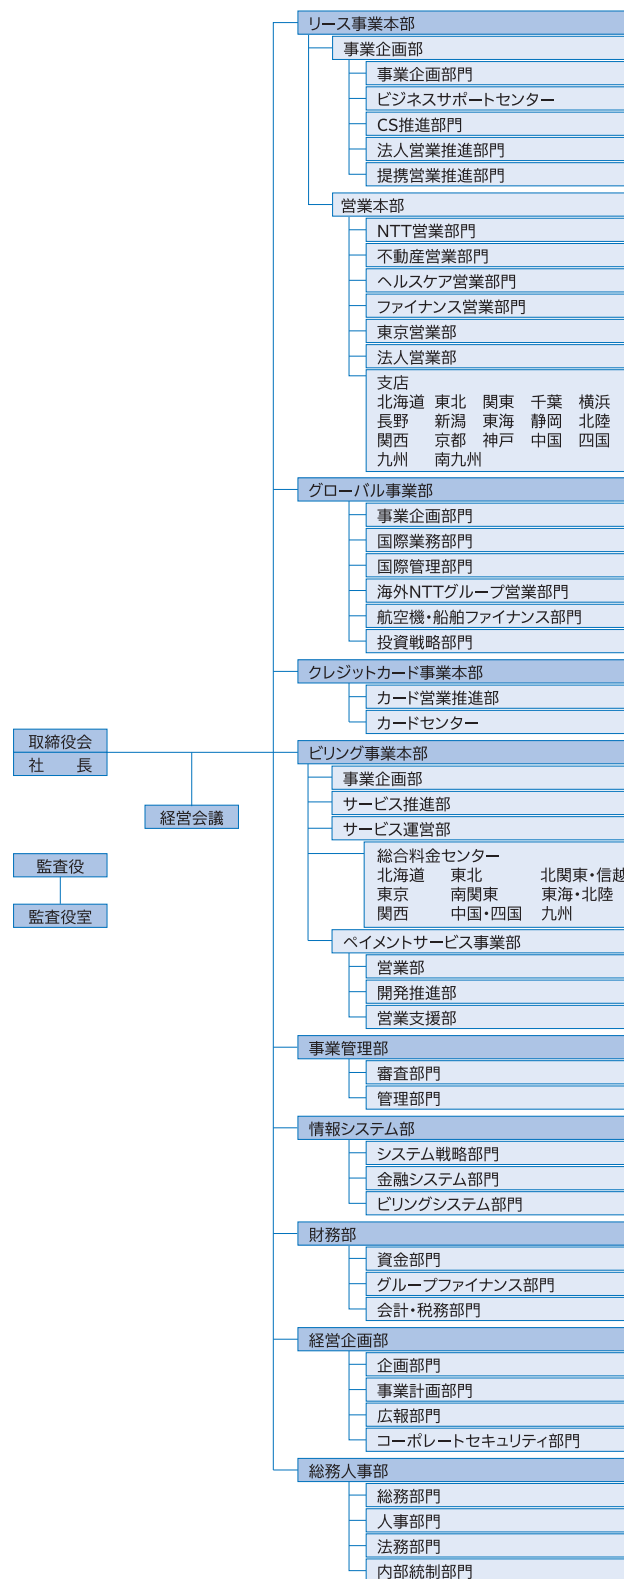 リース事業本部
事業企画部
事業企画部門
ビジネスサポートセンター
CS推進部門
法人営業推進部門
提携営業推進部門
営業本部
NTT営業部門
不動産営業部門
ヘルスケア営業部門
ファイナンス営業部門
東京営業部
法人営業部
支店
北海道 東北 関東 千葉 横浜
長野 新潟 東海 静岡 北陸
関西 京都 神戸 中国 四国
九州 南九州
グローバル事業部
事業企画部門
国際業務部門
国際管理部門
海外NTTグループ営業部門
航空機・船舶ファイナンス部門
投資戦略部門
クレジットカード事業本部
カード営業推進部
カードセンター
取締役会
社 長
経営会議
監査役
監査役室
ビリング事業本部
事業企画部
サービス推進部
サービス運営部
総合料金センター
北海道 東北 北関東・信越
東京 南関東 東海・北陸
関西 中国・四国 九州
ペイメントサービス事業部
営業部
開発推進部
営業支援部
事業管理部
審査部門
管理部門
情報システム部
システム戦略部門
金融システム部門
ビリングシステム部門
財務部
資金部門
グループファイナンス部門
会計・税務部門
経営企画部
企画部門
事業計画部門
広報部門
コーポレートセキュリティ部門
総務人事部
総務部門
人事部門
法務部門
内部統制部門